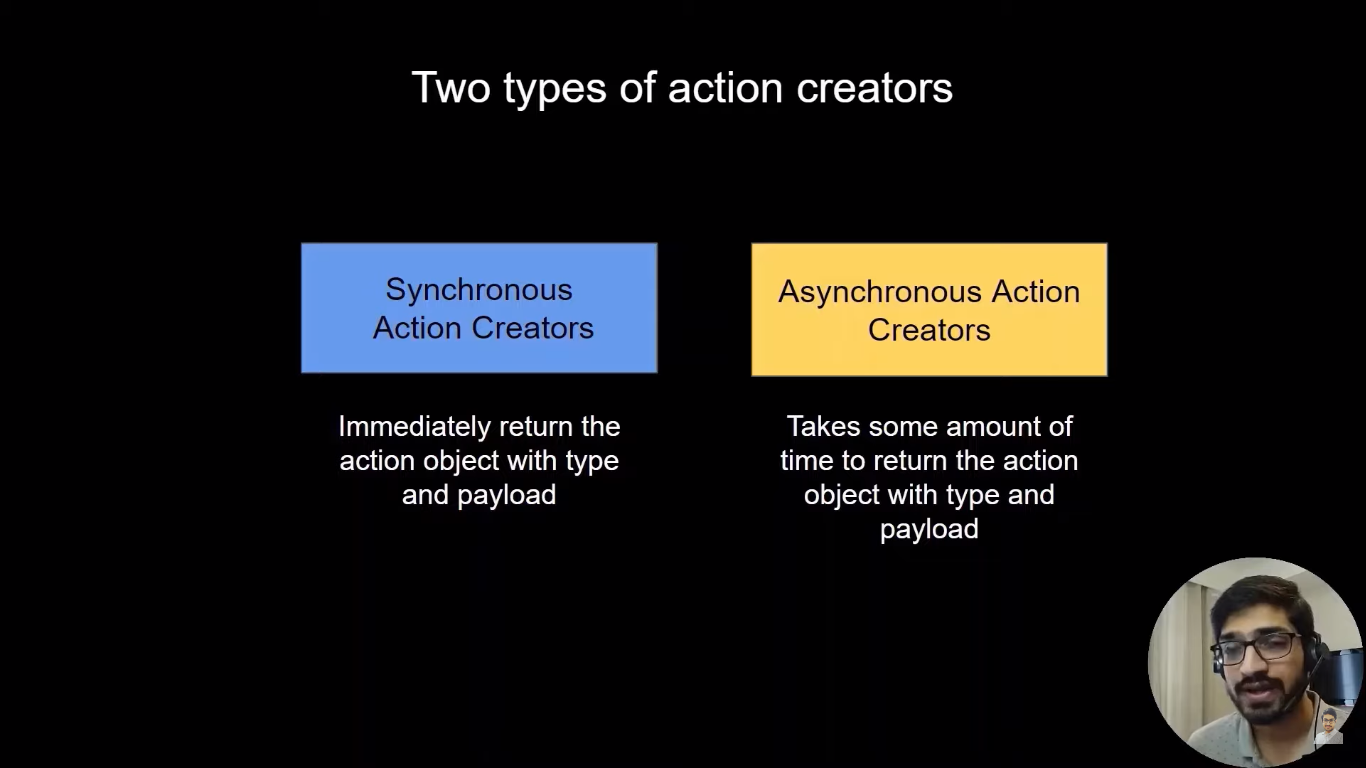 Two types of action creators
Synchronous
Action Creators
Asynchronous Action
Creators
Immediately return the
action object with type
and payload
Takes some amount of
time to return the action
object with type and
payload